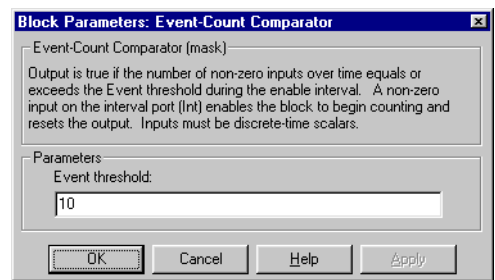 Block Parameters: Event-Count Comparator
Event-Count Comparator (mask)
Output is true if the number of non-zero inputs over time equals or
exceeds the Event threshold during the enable interval.   A non-zero
input on the interval port (Int) enables the block to begin counting and
resets the output.  Inputs must be discrete-time scalars.
Parameters
Event threshold:
10
OK Cancel Help Apply